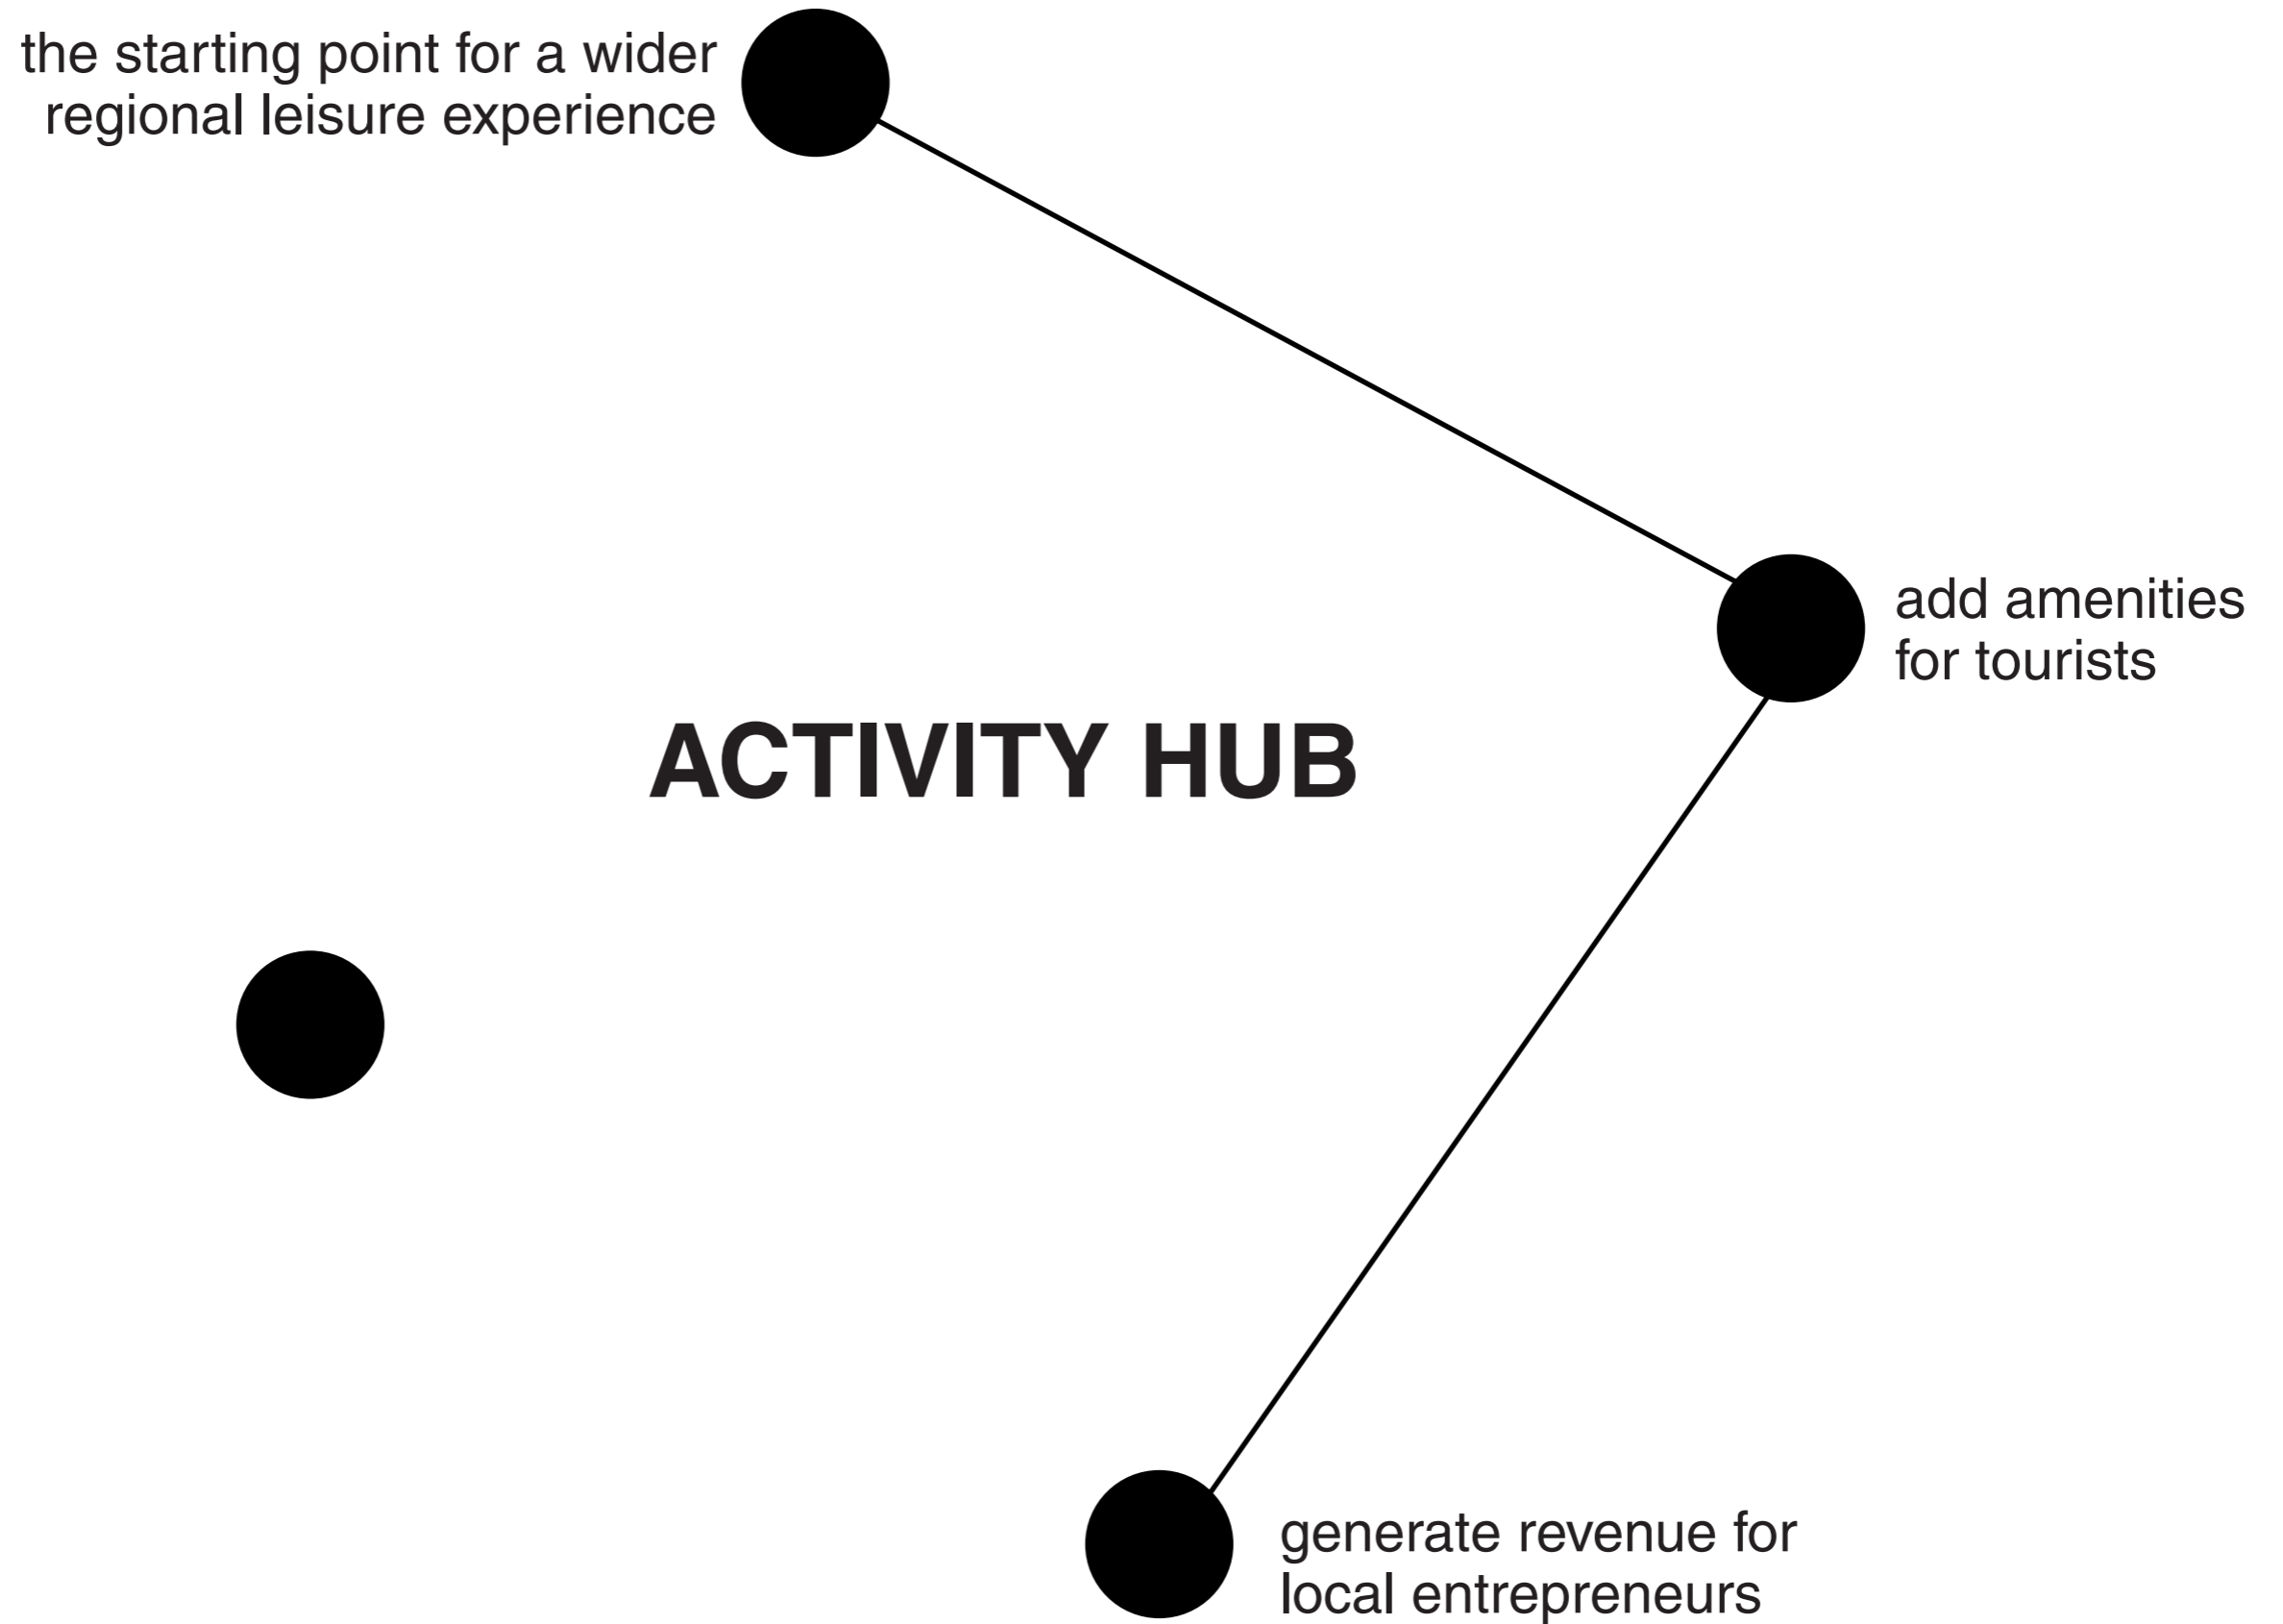 the starting point for a wider
regional leisure experience
add amenities
for tourists
ACTIVITY HUB
generate revenue for
local entrepreneurs